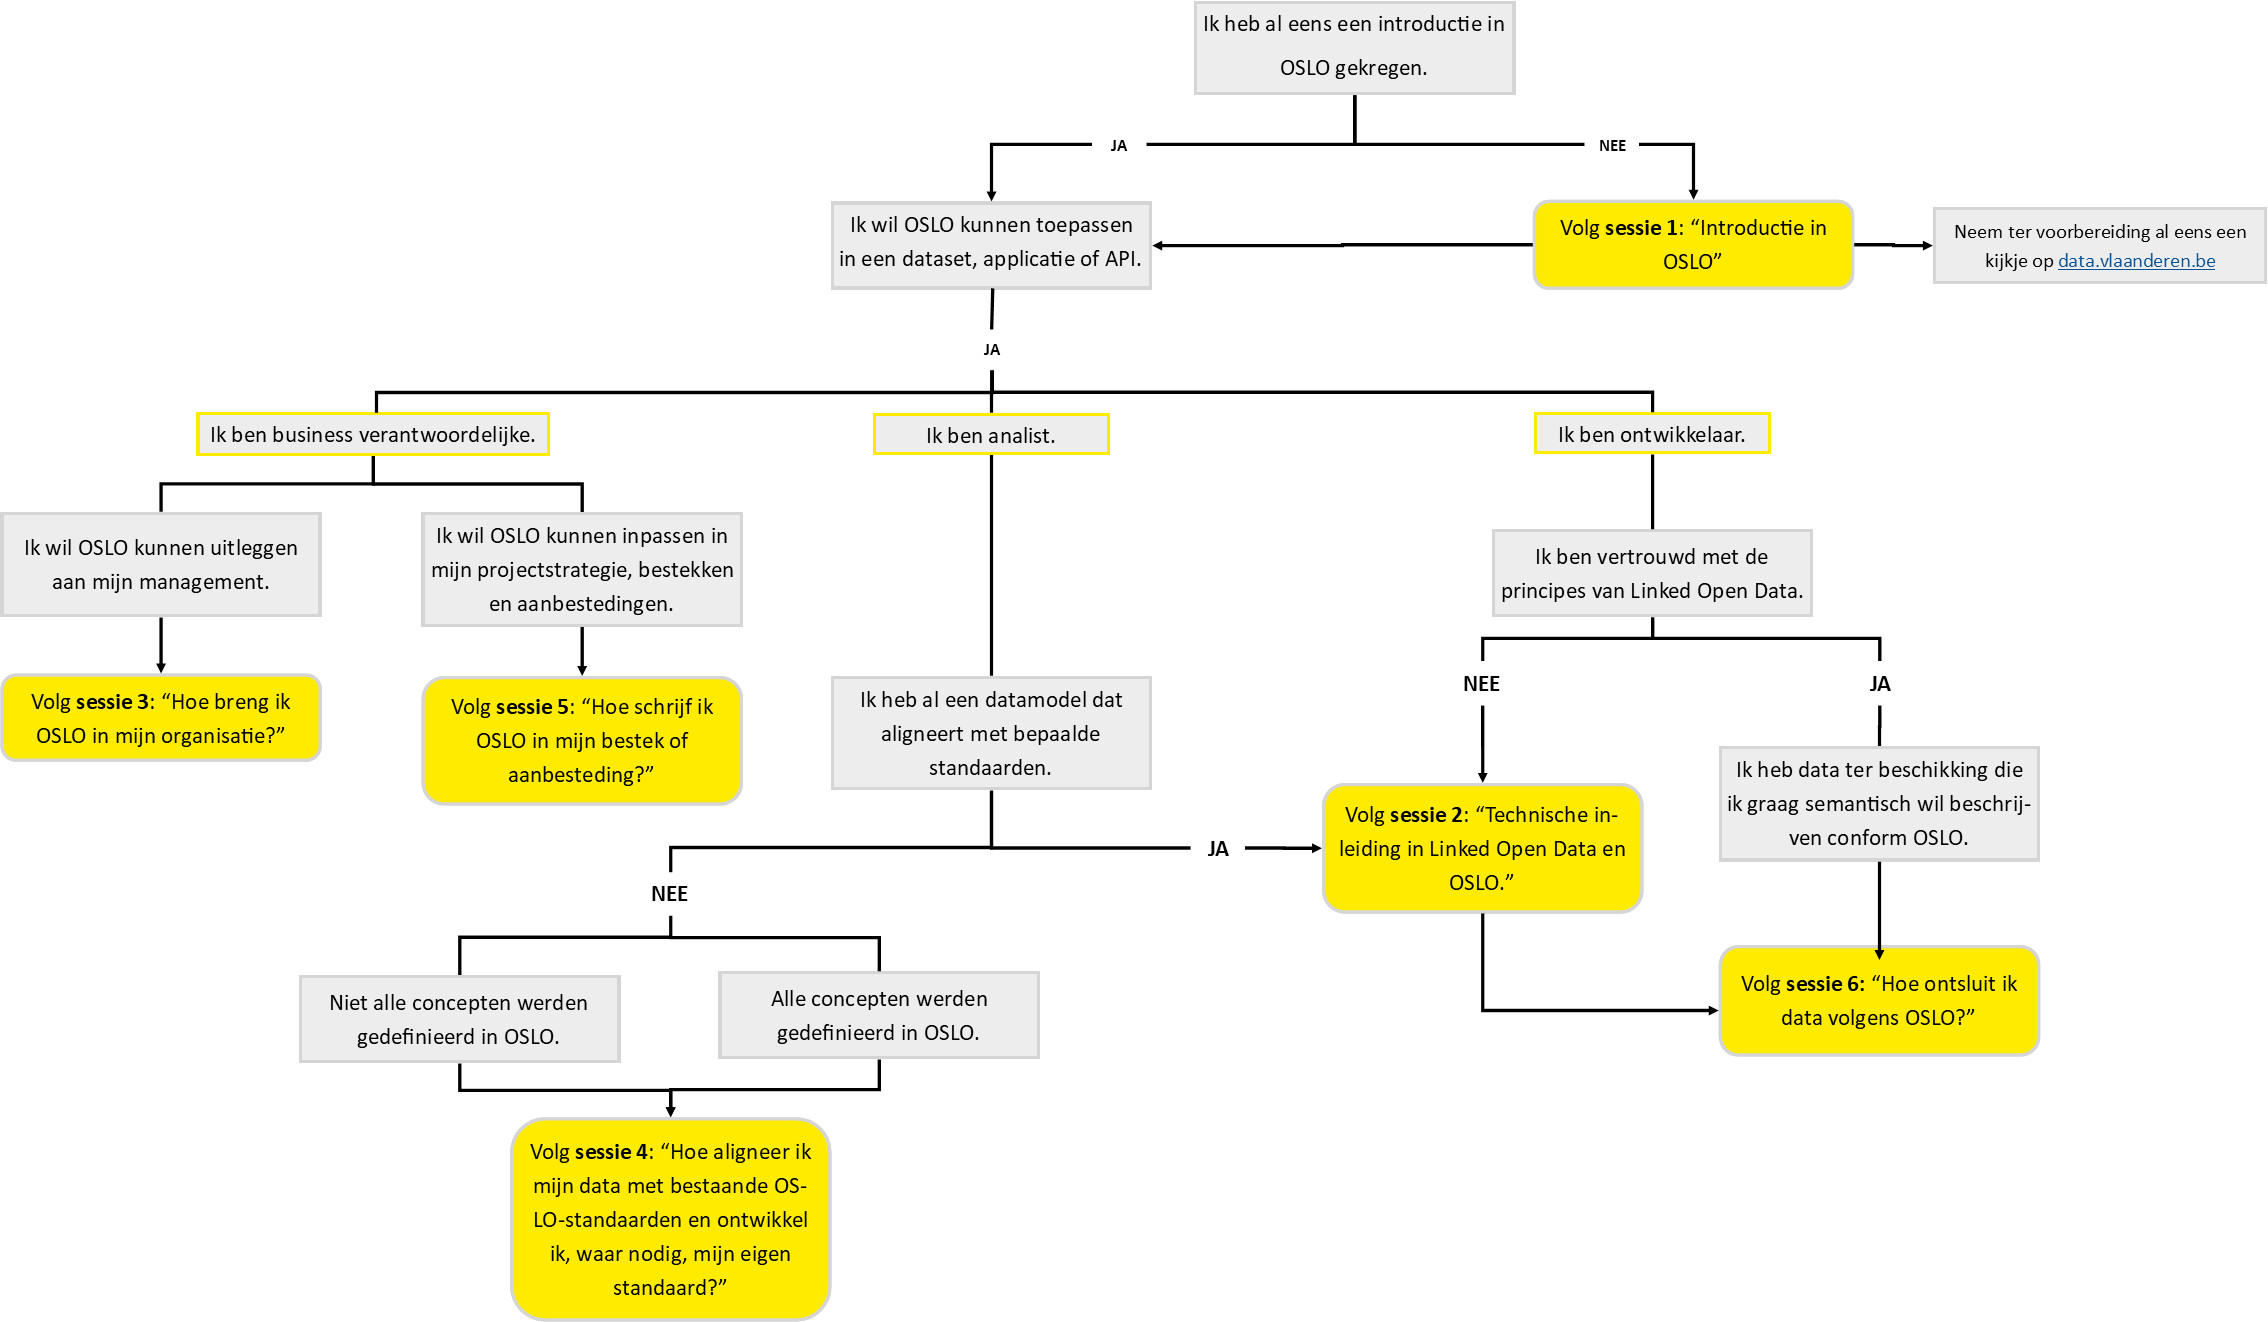 Ik heb al eens een introductie in
OSLO gekregen.
JA
NEE
Ik wil OSLO kunnen toepassen
in een dataset, applicatie of API.
Volg sessie 1: “Introductie in
OSLO”
Neem ter voorbereiding al eens een
kijkje op data.vlaanderen.be
JA
Ik ben business verantwoordelijke.
Ik ben analist.
Ik ben ontwikkelaar.
Ik wil OSLO kunnen uitleggen
aan mijn management.
Ik wil OSLO kunnen inpassen in
mijn projectstrategie, bestekken
en aanbestedingen.
Ik ben vertrouwd met de
principes van Linked Open Data.
NEE
JA
Volg sessie 3: “Hoe breng ik
OSLO in mijn organisatie?”
Volg sessie 5: “Hoe schrijf ik
OSLO in mijn bestek of
aanbesteding?”
Ik heb al een datamodel dat
aligneert met bepaalde
standaarden.
Ik heb data ter beschikking die
ik graag semantisch wil beschrij-
ven conform OSLO.
JA
Volg sessie 2: “Technische in-
leiding in Linked Open Data en
OSLO.”
NEE
Niet alle concepten werden
gedefinieerd in OSLO.
Alle concepten werden
gedefinieerd in OSLO.
Volg sessie 6: “Hoe ontsluit ik
data volgens OSLO?”
Volg sessie 4: “Hoe aligneer ik
mijn data met bestaande OS-
LO-standaarden en ontwikkel
ik, waar nodig, mijn eigen
standaard?”